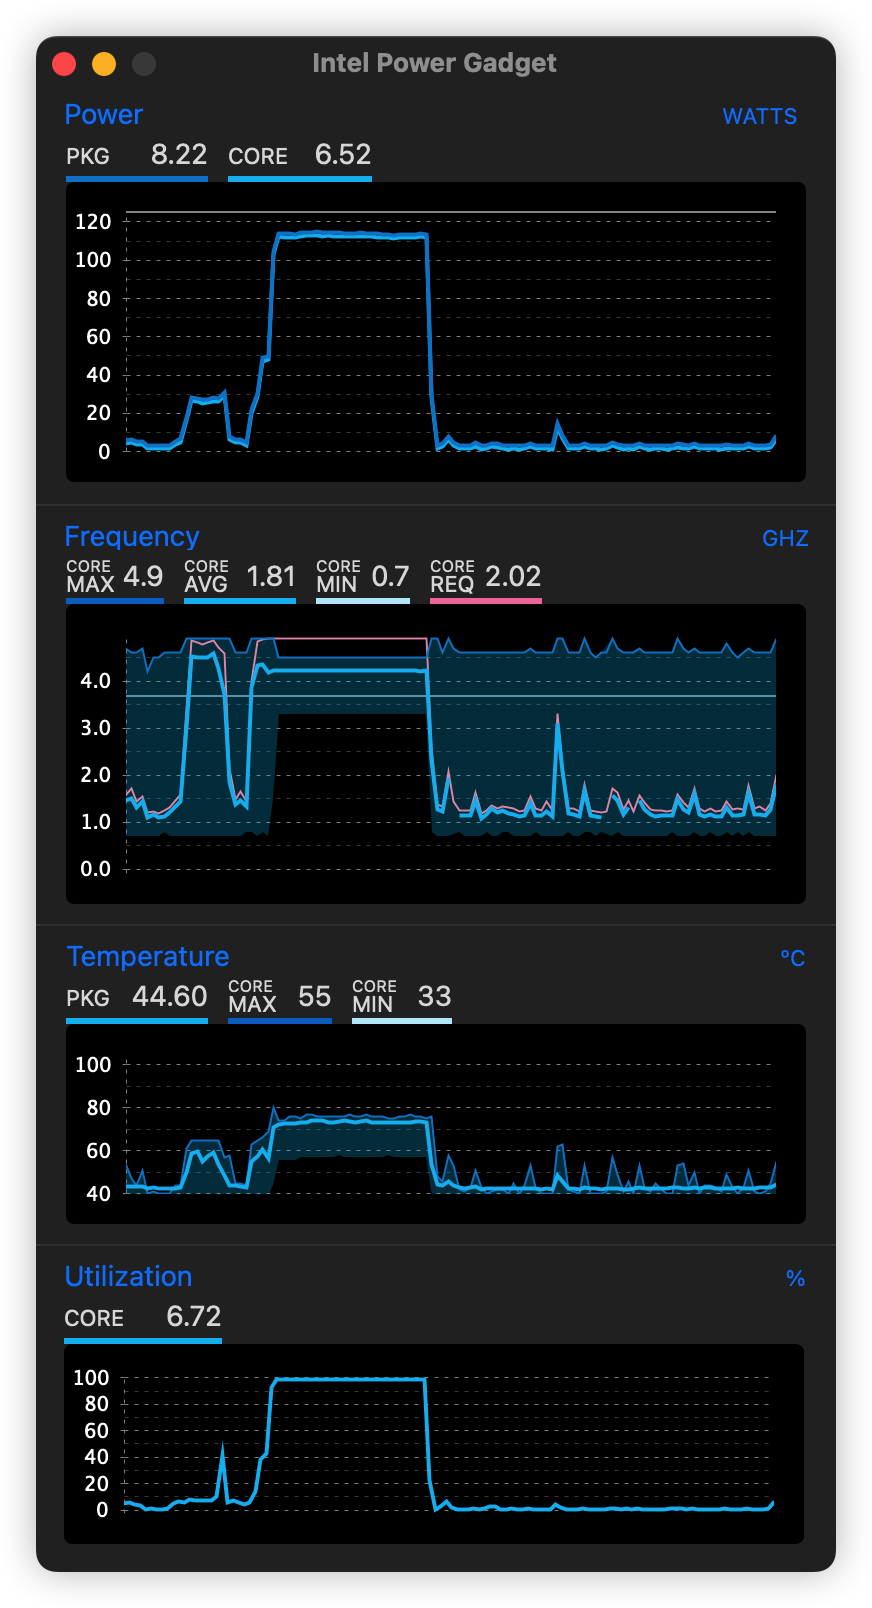 Intel Power Gadget
Power WATTS
PKG 8.22 CORE 6.52
120
100
80
60
40
20
0
Frequency GHZ
CORE MAX 4.9 CORE AVG 1.81 CORE MIN 0.7 CORE REQ 2.02
4.0
3.0
2.0
1.0
0.0
Temperature °C
PKG 44.60 CORE MAX 55 CORE MIN 33
100
80
60
40
Utilization %
CORE 6.72
100
80
60
40
20
0